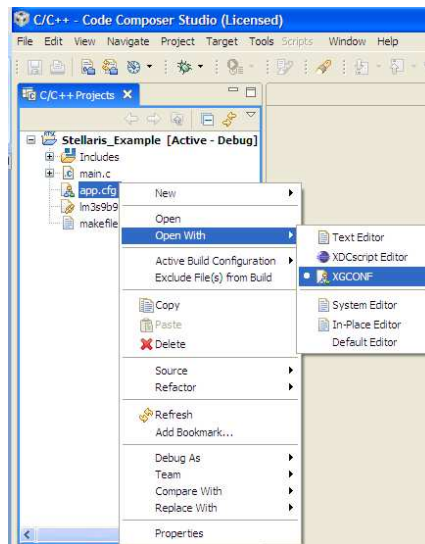 C/C++ - Code Composer Studio (Licensed)
File Edit View Navigate Project Target Tools Scripts Window Help
C/C++ Projects
Stellaris_Example [Active - Debug]
Includes
main.c
app.cfg
lm3s9b9
makefile
New
Open
Open With
Active Build Configuration
Exclude File(s) from Build
Copy
Paste
Delete
Source
Refactor
Refresh
Add Bookmark...
Debug As
Team
Compare With
Replace With
Properties
Text Editor
XDCscript Editor
XGCONF
System Editor
In-Place Editor
Default Editor